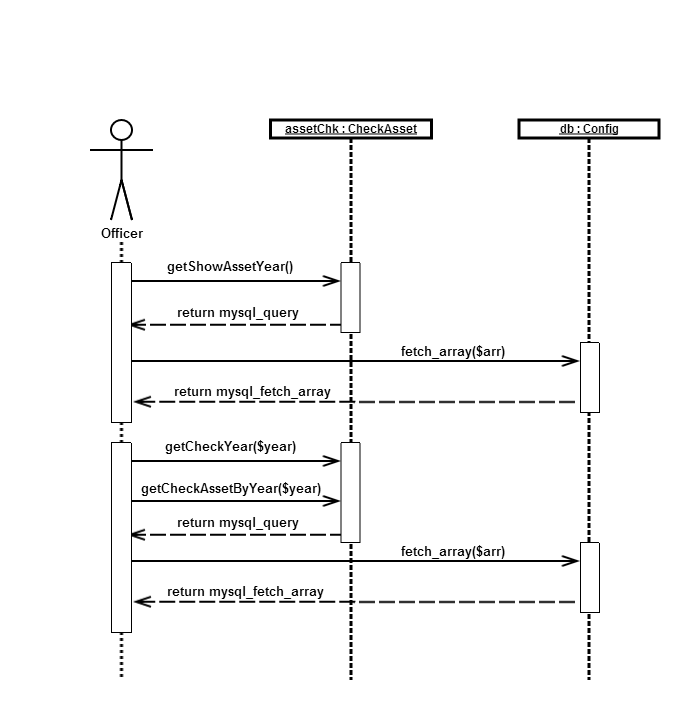 assetChk : CheckAsset
db : Config
Officer
getShowAssetYear()
return mysql_query
fetch_array($arr)
return mysql_fetch_array
getCheckYear($year)
getCheckAssetByYear($year)
return mysql_query
fetch_array($arr)
return mysql_fetch_array